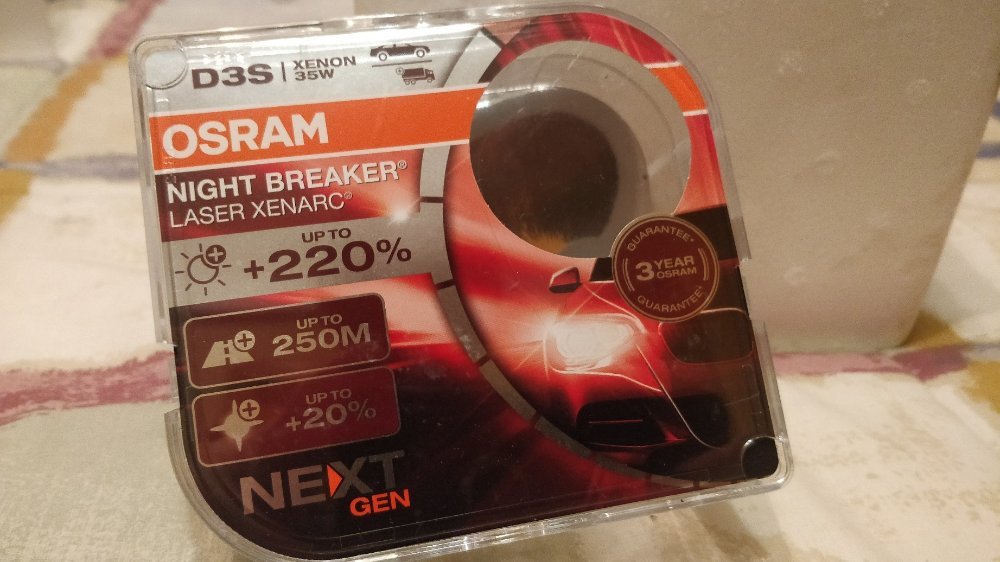 D3S | XENON 35W
OSRAM
NIGHT BREAKER®
LASER XENARC®
UP TO
+220%
UP TO
250M
UP TO
+20%
NEXT
GEN
GUARANTEE*
3 YEAR
OSRAM
GUARANTEE*